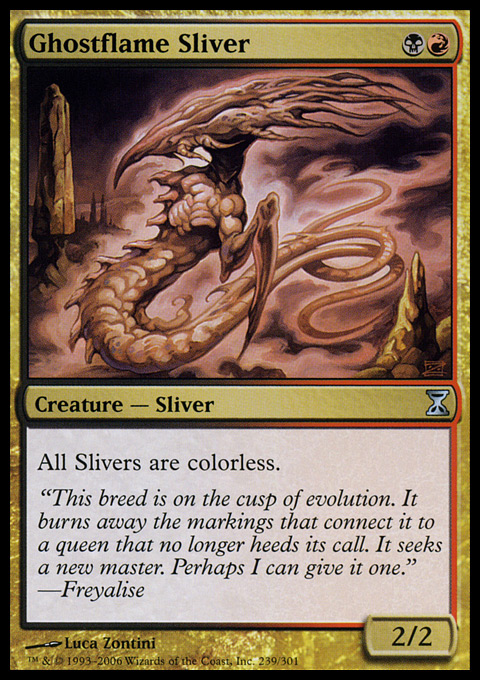 Ghostflame Sliver
Creature — Sliver
All Slivers are colorless.
“This breed is on the cusp of evolution. It
burns away the markings that connect it to
a queen that no longer heeds its call. It seeks
a new master. Perhaps I can give it one.”
—Freyalise
Luca Zontini
2/2
™ & © 1993–2006 Wizards of the Coast, Inc. 239/301